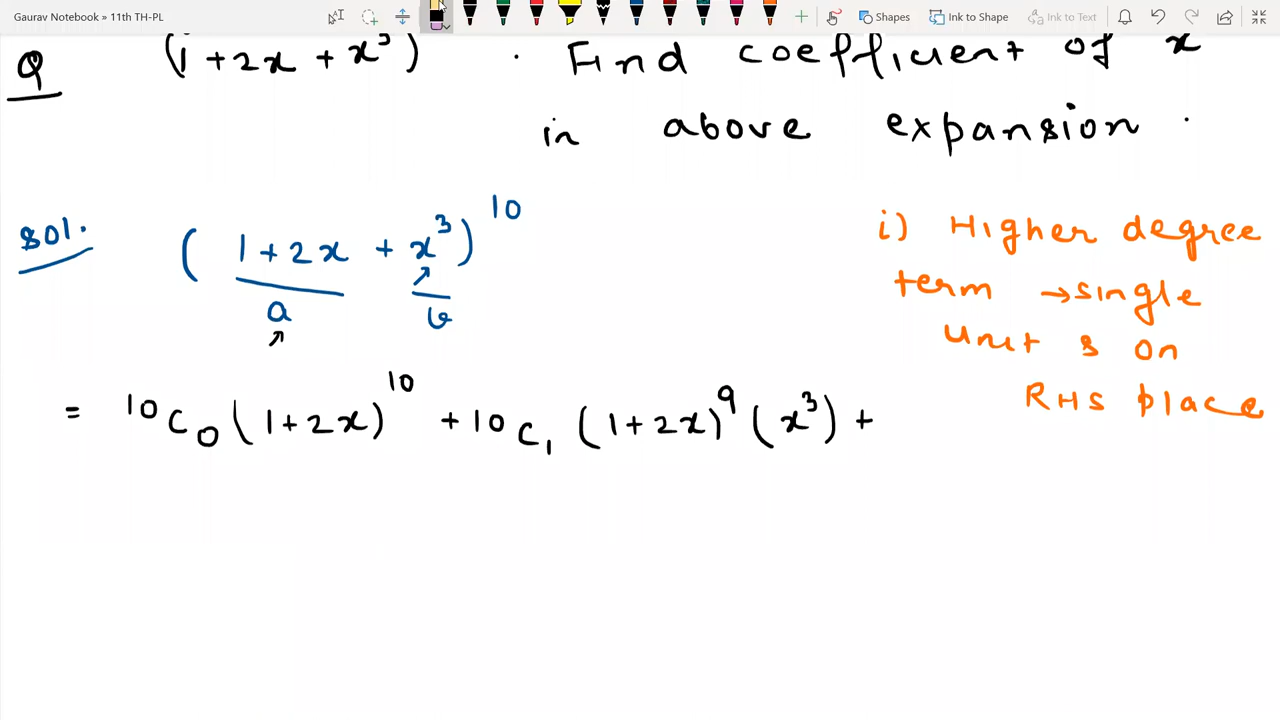 Gaurav Notebook » 11th TH-PL
Shapes
Ink to Shape
Ink to Text
Q (1+2x+x³) . Find coefficient of x
in above expansion .
sol. (1+2x+x³)¹⁰
a b
i) Higher degree
term → single
unit & on
RHS place
= ¹⁰C₀(1+2x)¹⁰ + ¹⁰C₁(1+2x)⁹(x³) +